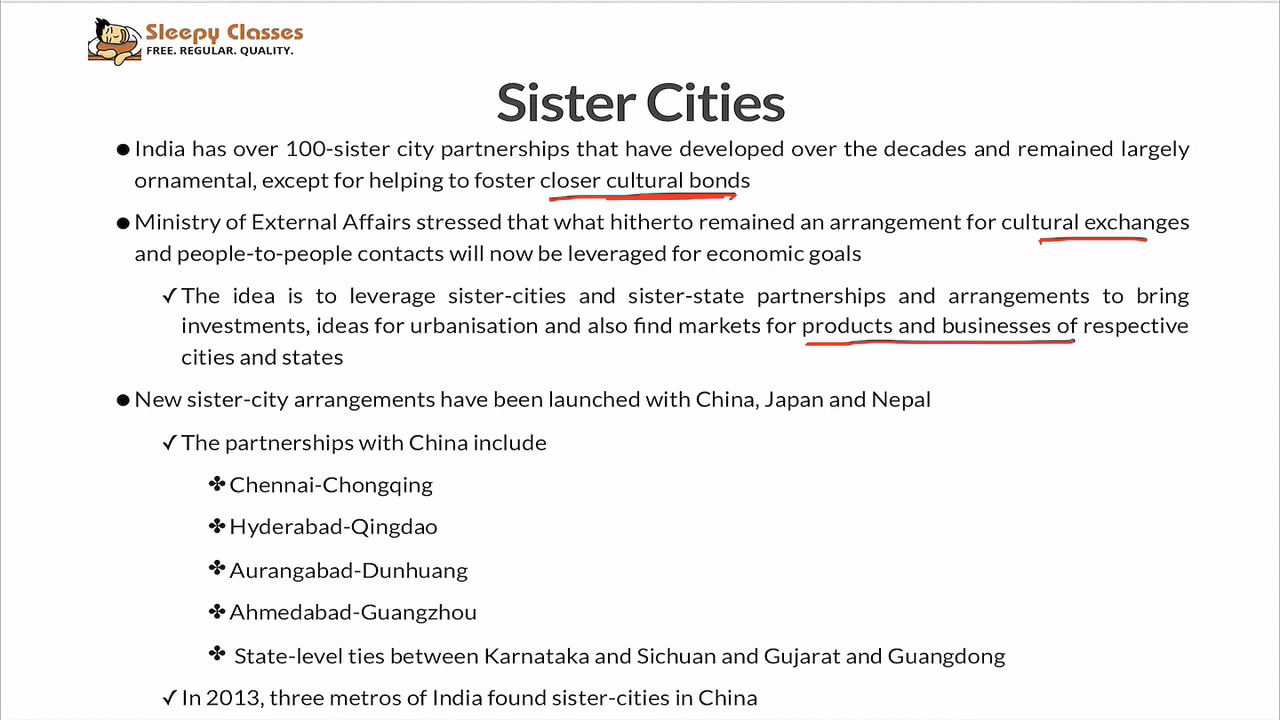 Sleepy Classes
FREE. REGULAR. QUALITY.
Sister Cities
● India has over 100-sister city partnerships that have developed over the decades and remained largely
ornamental, except for helping to foster closer cultural bonds
● Ministry of External Affairs stressed that what hitherto remained an arrangement for cultural exchanges
and people-to-people contacts will now be leveraged for economic goals
✓ The idea is to leverage sister-cities and sister-state partnerships and arrangements to bring
investments, ideas for urbanisation and also find markets for products and businesses of respective
cities and states
● New sister-city arrangements have been launched with China, Japan and Nepal
✓ The partnerships with China include
✤ Chennai-Chongqing
✤ Hyderabad-Qingdao
✤ Aurangabad-Dunhuang
✤ Ahmedabad-Guangzhou
✤ State-level ties between Karnataka and Sichuan and Gujarat and Guangdong
✓ In 2013, three metros of India found sister-cities in China